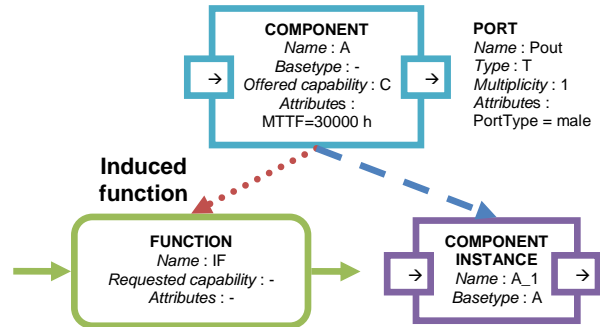 COMPONENT
Name : A
Basetype : -
Offered capability : C
Attributes :
MTTF=30000 h
→
→
PORT
Name : Pout
Type : T
Multiplicity : 1
Attributes :
PortType = male
Induced
function
FUNCTION
Name : IF
Requested capability : -
Attributes : -
COMPONENT
INSTANCE
Name : A_1
Basetype : A
→
→